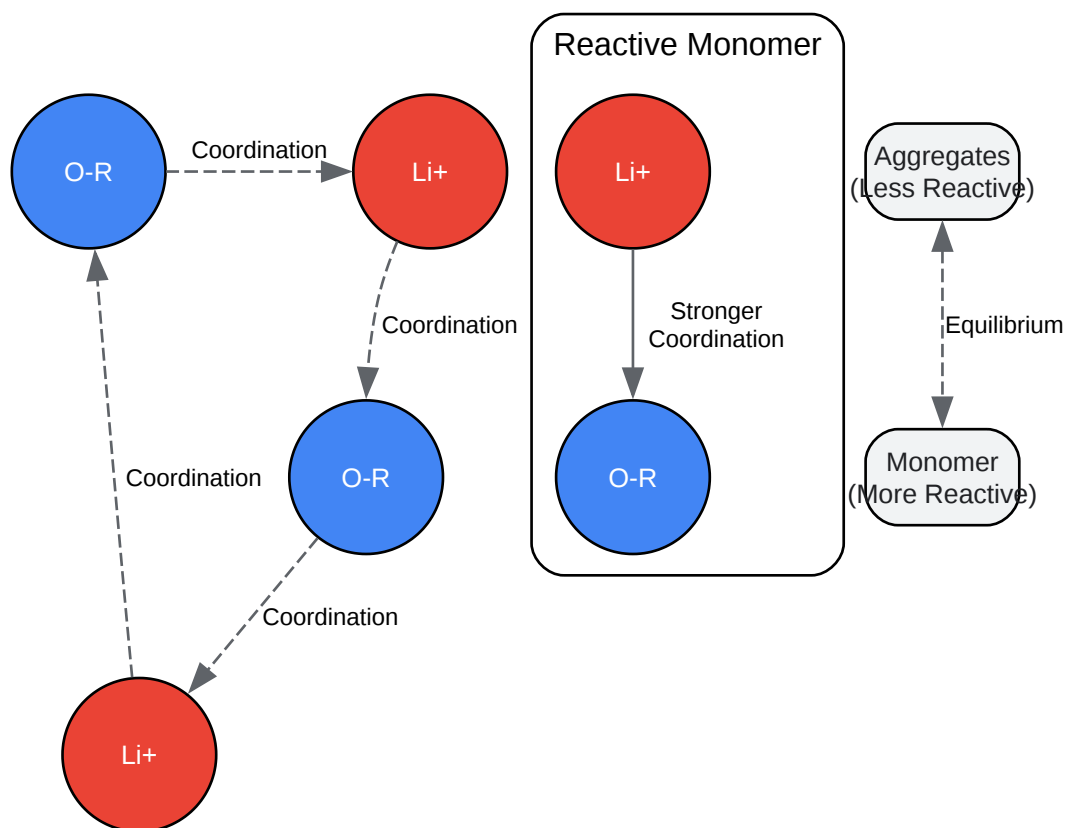 Reactive Monomer
O-R
Coordination
Li+
Li+
Aggregates
(Less Reactive)
Coordination
Stronger
Coordination
Equilibrium
Coordination
O-R
O-R
Monomer
(More Reactive)
Coordination
Li+